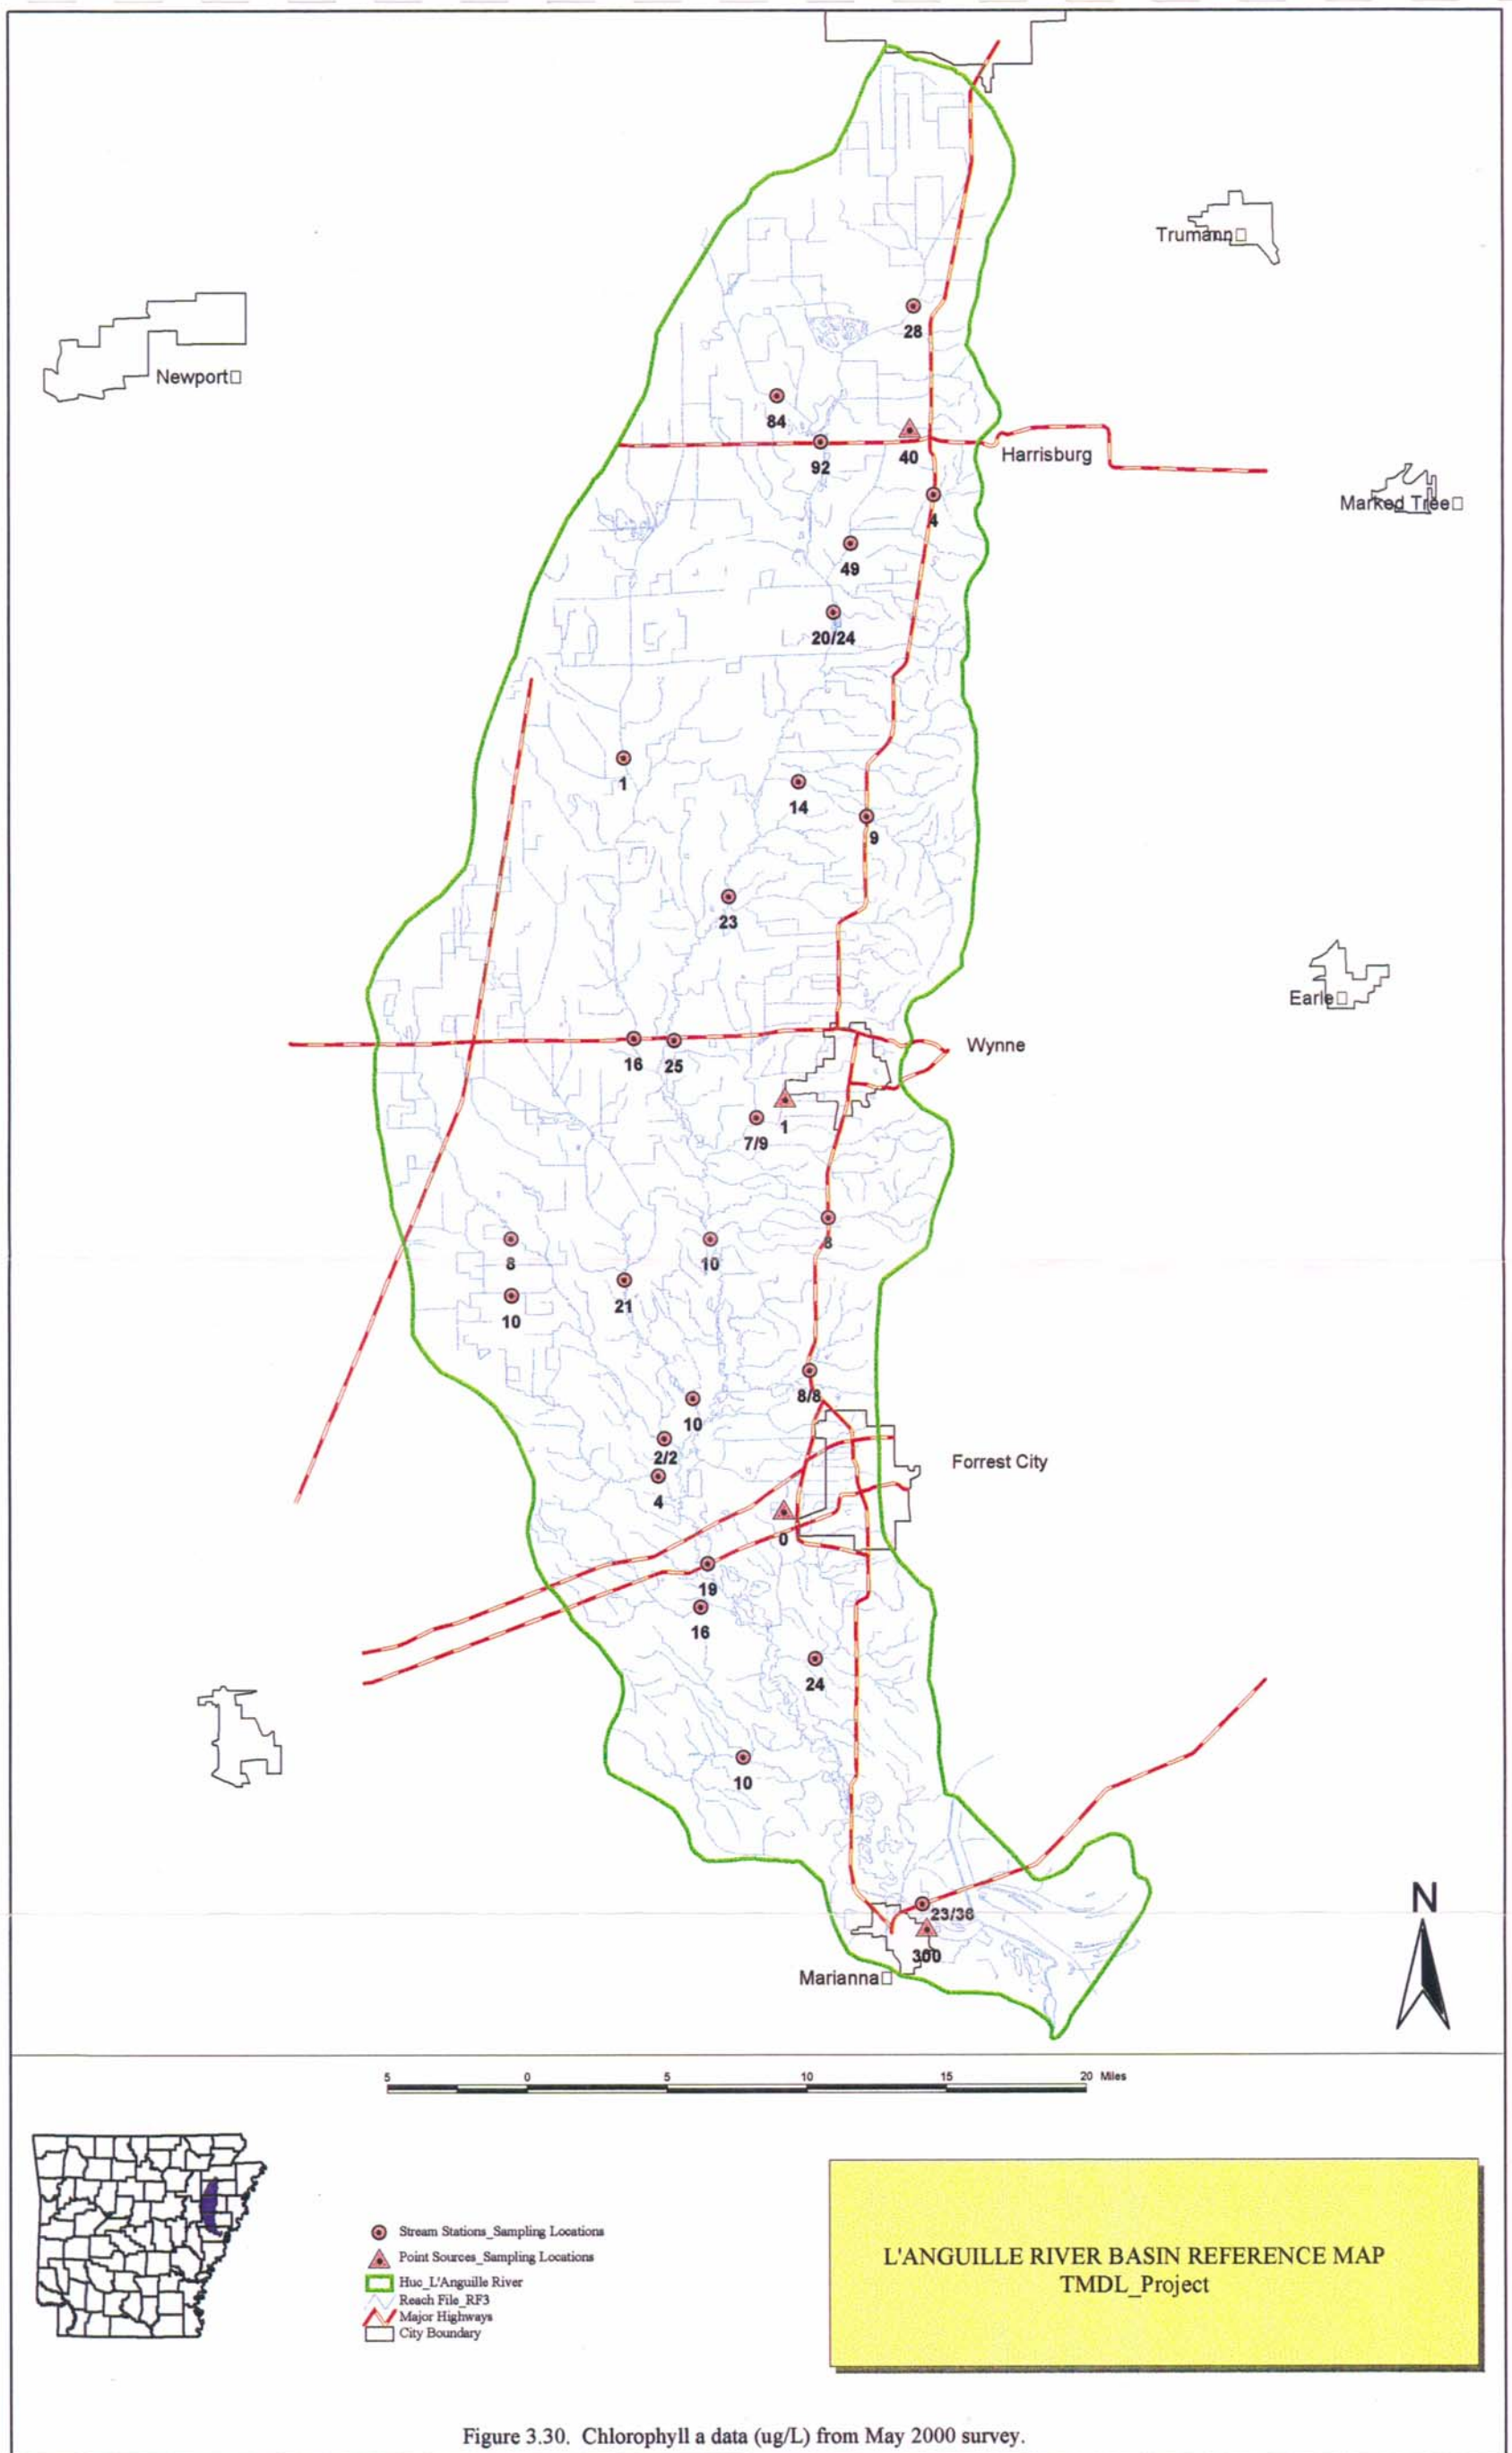 Trumann
28
Newport
84
40
92
Harrisburg
4
Marked Tree
49
20/24
1
14
9
23
Earle
Wynne
16
25
1
7/9
8
8
10
21
10
8/8
10
2/2
Forrest City
4
0
19
16
24
10
N
23/36
300
Marianna
5 0 5 10 15 20 Miles
Stream Stations_Sampling Locations
Point Sources_Sampling Locations
Huc_L'Anguille River
Reach File_RF3
Major Highways
City Boundary
L'ANGUILLE RIVER BASIN REFERENCE MAP
TMDL_Project
Figure 3.30. Chlorophyll a data (ug/L) from May 2000 survey.